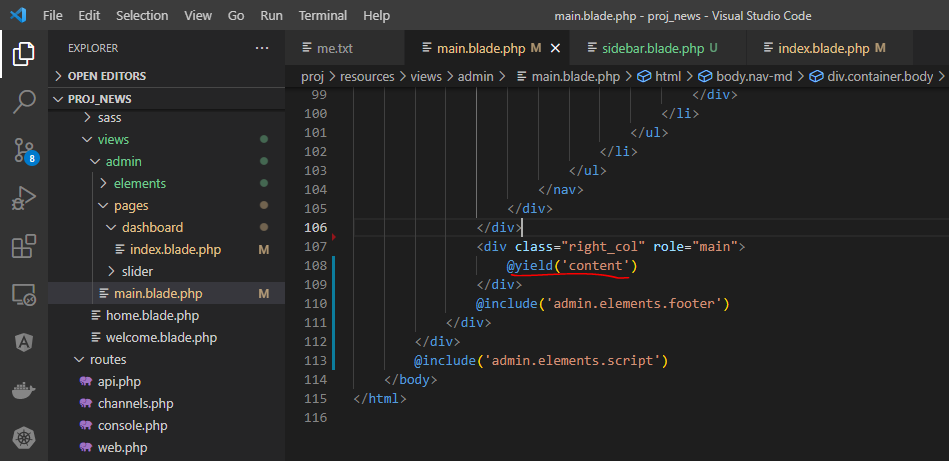 File Edit Selection View Go Run Terminal Help main.blade.php - proj_news - Visual Studio Code
EXPLORER ···
OPEN EDITORS
PROJ_NEWS
sass
views
admin
elements
pages
dashboard
index.blade.php M
slider
main.blade.php M
home.blade.php
welcome.blade.php
routes
api.php
channels.php
console.php
web.php
8
me.txt main.blade.php M sidebar.blade.php U index.blade.php M
proj > resources > views > admin > main.blade.php > html > body.nav-md > div.container.body >
99 </div>
100 </li>
101 </ul>
102 </li>
103 </ul>
104 </nav>
105 </div>
106 </div>
107 <div class="right_col" role="main">
108 @yield('content')
109 </div>
110 @include('admin.elements.footer')
111 </div>
112 </div>
113 @include('admin.elements.script')
114 </body>
115 </html>
116